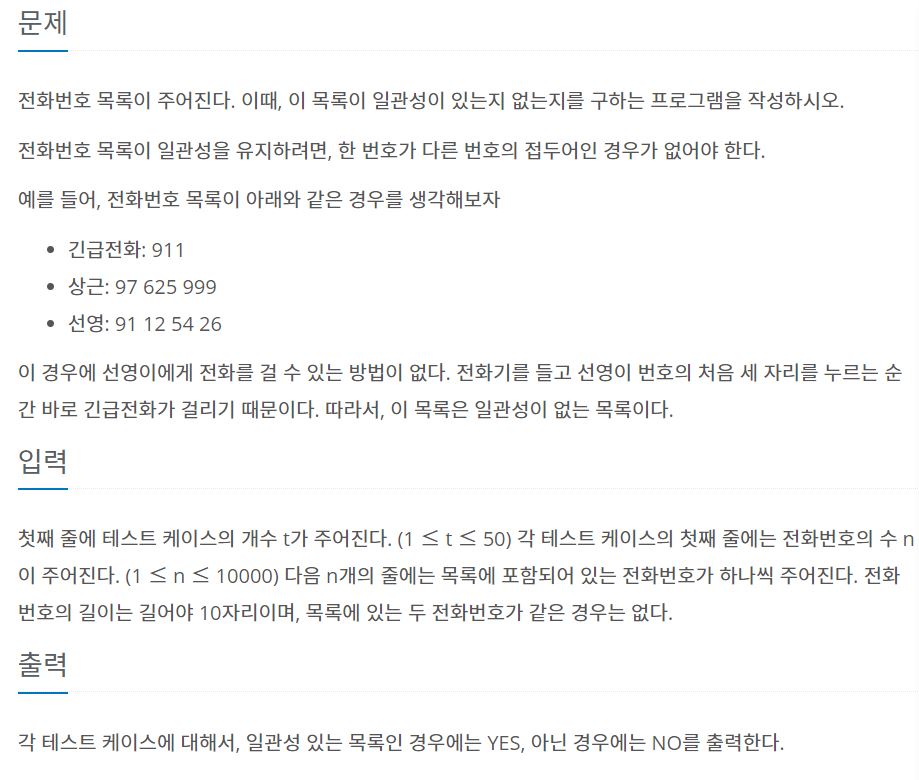 문제
전화번호 목록이 주어진다. 이때, 이 목록이 일관성이 있는지 없는지를 구하는 프로그램을 작성하시오.
전화번호 목록이 일관성을 유지하려면, 한 번호가 다른 번호의 접두어인 경우가 없어야 한다.
예를 들어, 전화번호 목록이 아래와 같은 경우를 생각해보자
• 긴급전화: 911
• 상근: 97 625 999
• 선영: 91 12 54 26
이 경우에 선영이에게 전화를 걸 수 있는 방법이 없다. 전화기를 들고 선영이 번호의 처음 세 자리를 누르는 순
간 바로 긴급전화가 걸리기 때문이다. 따라서, 이 목록은 일관성이 없는 목록이다.
입력
첫째 줄에 테스트 케이스의 개수 t가 주어진다. (1 ≤ t ≤ 50) 각 테스트 케이스의 첫째 줄에는 전화번호의 수 n
이 주어진다. (1 ≤ n ≤ 10000) 다음 n개의 줄에는 목록에 포함되어 있는 전화번호가 하나씩 주어진다. 전화
번호의 길이는 길어야 10자리이며, 목록에 있는 두 전화번호가 같은 경우는 없다.
출력
각 테스트 케이스에 대해서, 일관성 있는 목록인 경우에는 YES, 아닌 경우에는 NO를 출력한다.